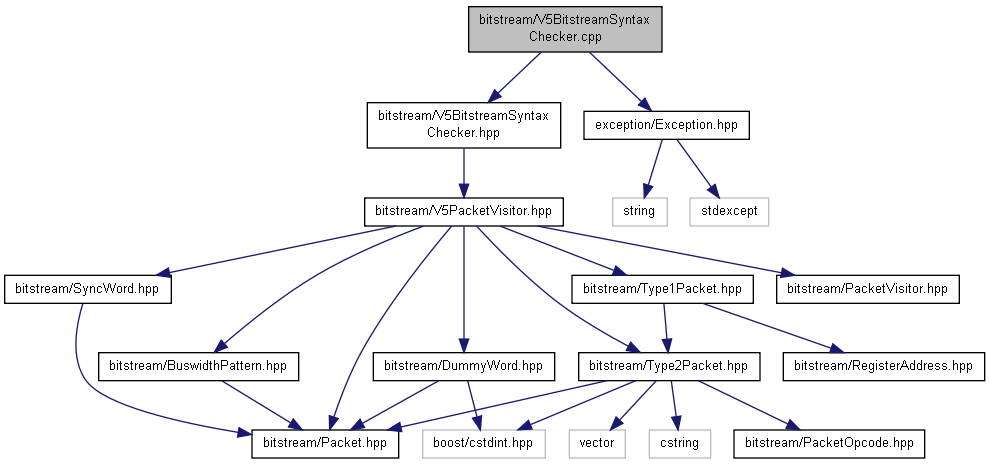 bitstream/V5BitstreamSyntax
Checker.cpp
bitstream/V5BitstreamSyntax
Checker.hpp
exception/Exception.hpp
bitstream/V5PacketVisitor.hpp
string
stdexcept
bitstream/SyncWord.hpp
bitstream/Type1Packet.hpp
bitstream/PacketVisitor.hpp
bitstream/BuswidthPattern.hpp
bitstream/DummyWord.hpp
bitstream/Type2Packet.hpp
bitstream/RegisterAddress.hpp
bitstream/Packet.hpp
boost/cstdint.hpp
vector
cstring
bitstream/PacketOpcode.hpp